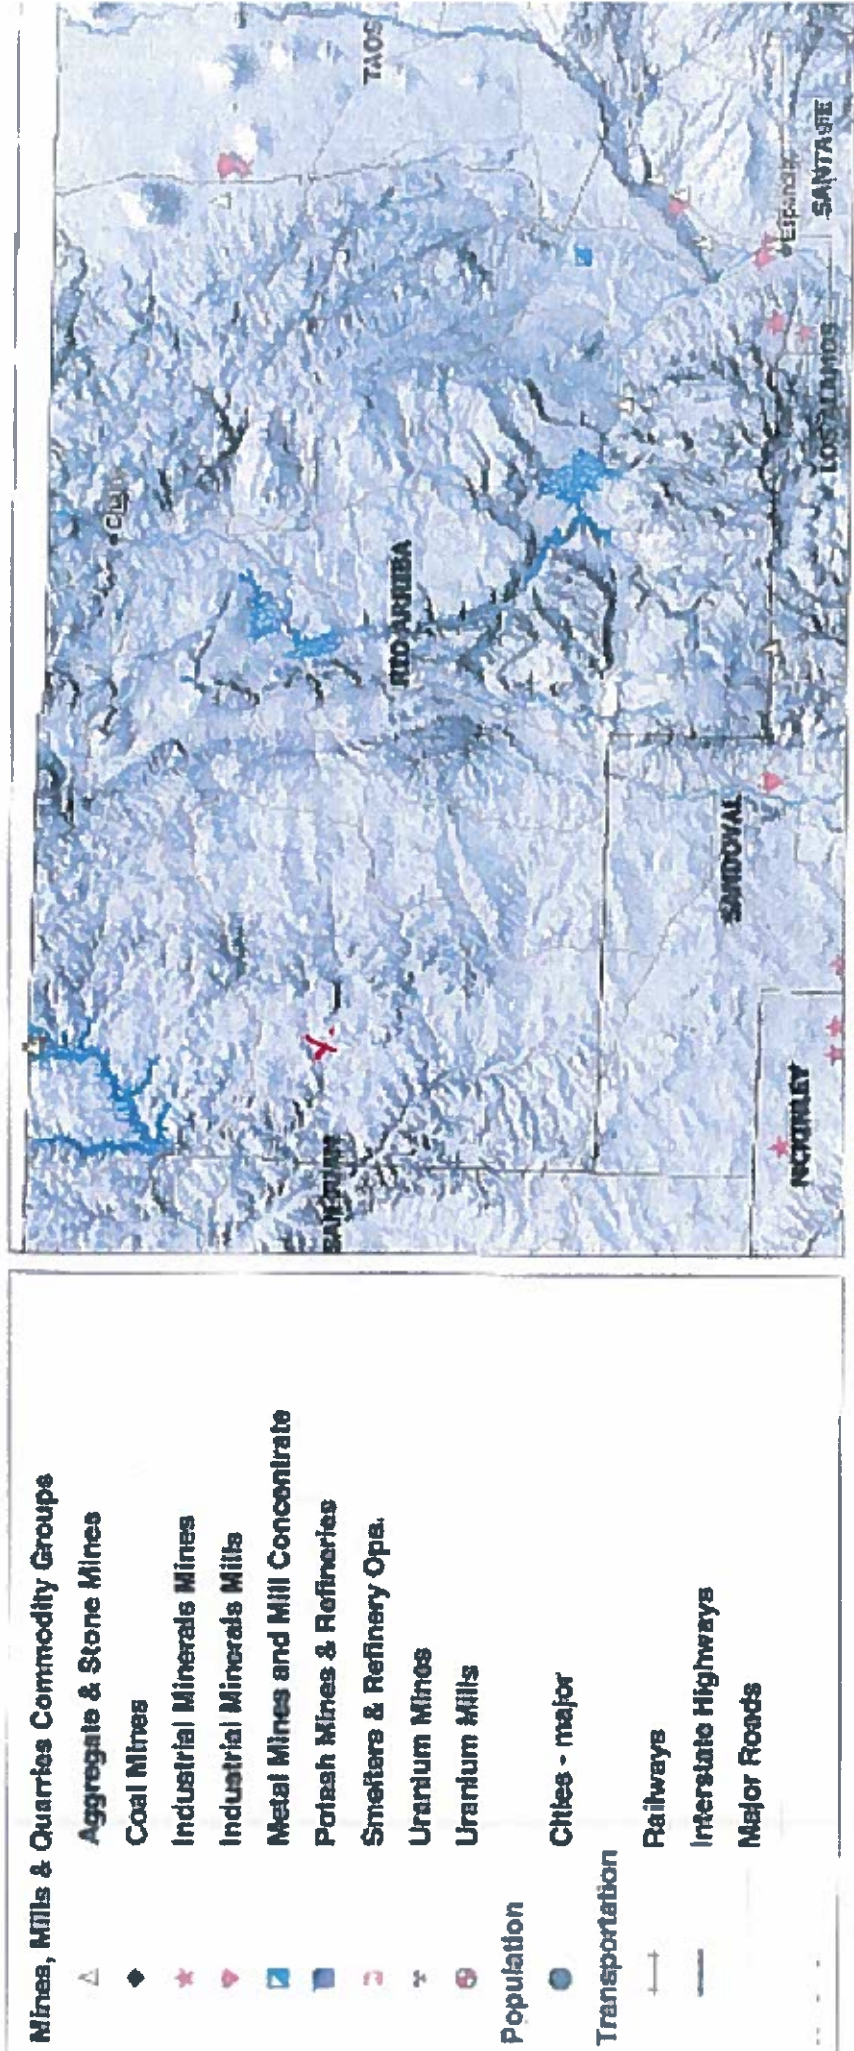 Mines, Mills & Quarries Commodity Groups
Aggregate & Stone Mines
Coal Mines
Industrial Minerals Mines
Industrial Minerals Mills
Metal Mines and Mill Concentrate
Potash Mines & Refineries
Smelters & Refinery Ops.
Uranium Mines
Uranium Mills
Population
Cities - major
Transportation
Railways
Interstate Highways
Major Roads
SAN JUAN
RIO ARRIBA
TAOS
MCKINLEY
SANDOVAL
LOS ALAMOS
SANTA FE